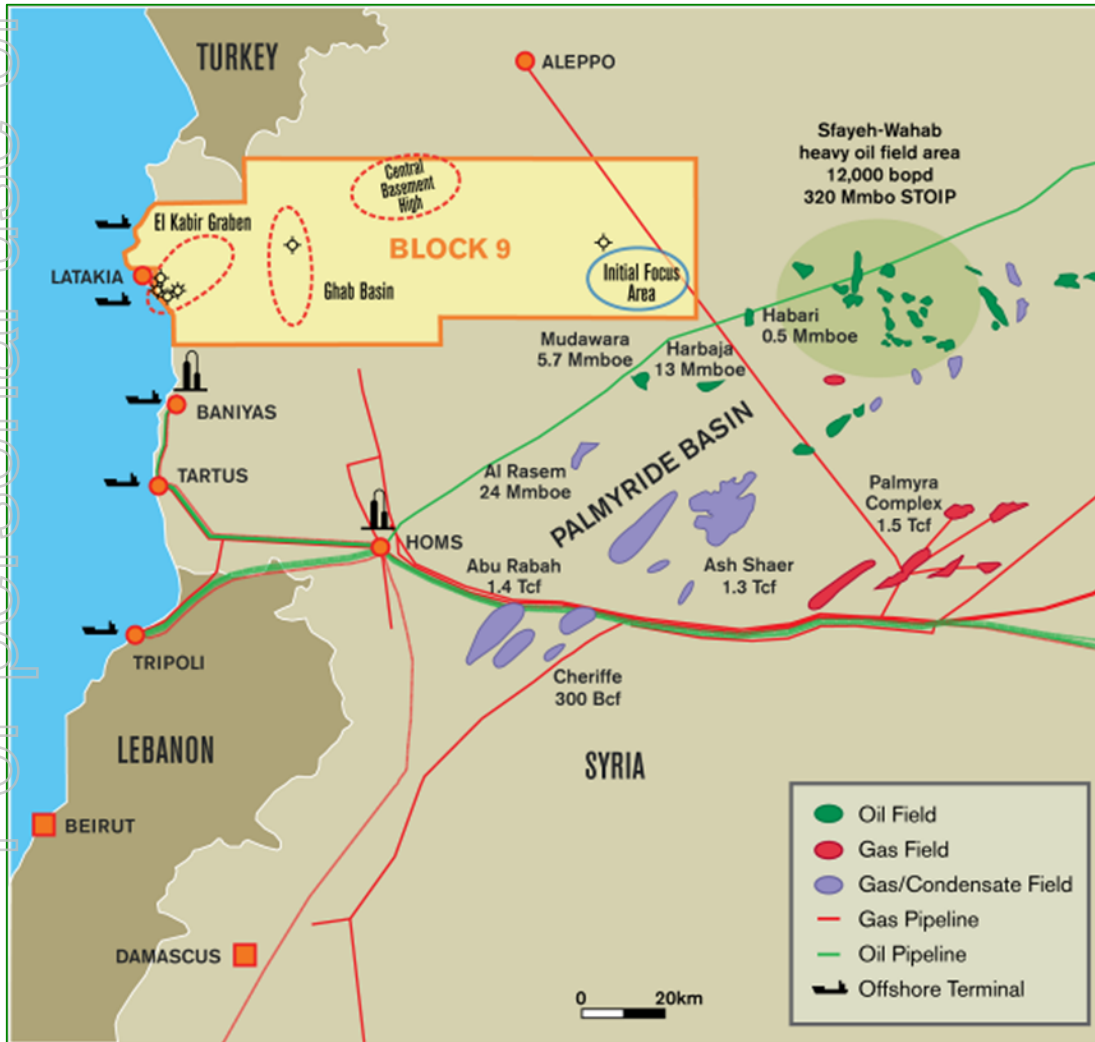 TURKEY
ALEPPO
Sfayeh-Wahab
heavy oil field area
12,000 bopd
320 Mmbo STOIP
Central
Basement
High
El Kabir Graben
BLOCK 9
LATAKIA
Ghab Basin
Initial Focus
Area
Habari
0.5 Mmboe
Mudawara
5.7 Mmboe
Harbaja
13 Mmboe
BANIYAS
PALMYRIDE BASIN
TARTUS
Al Rasem
24 Mmboe
Palmyra
Complex
1.5 Tcf
HOMS
Abu Rabah
1.4 Tcf
Ash Shaer
1.3 Tcf
TRIPOLI
Cheriffe
300 Bcf
LEBANON
SYRIA
BEIRUT
DAMASCUS
0 20km
Oil Field
Gas Field
Gas/Condensate Field
Gas Pipeline
Oil Pipeline
Offshore Terminal